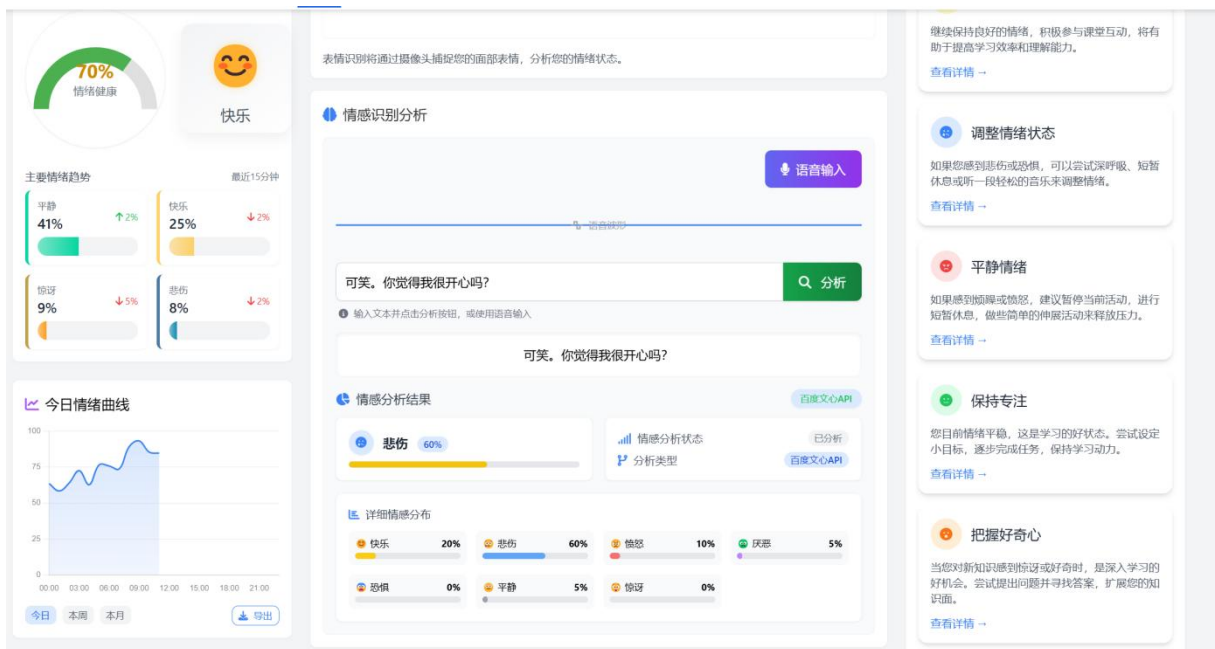 70%
情绪健康
快乐
主要情绪趋势
最近15分钟
平静
41%
↑2%
快乐
25%
↓2%
惊讶
9%
↓5%
悲伤
8%
↓2%
今日情绪曲线
100
75
50
25
0
00:00 03:00 06:00 09:00 12:00 15:00 18:00 21:00
今日 本周 本月
导出
表情识别将通过摄像头捕捉您的面部表情，分析您的情绪状态。
情感识别分析
语音输入
语音波形
可笑。你觉得我很开心吗?
分析
输入文本并点击分析按钮，或使用语音输入
可笑。你觉得我很开心吗?
情感分析结果
百度文心API
悲伤 60%
情感分析状态
已分析
分析类型
百度文心API
详细情感分布
快乐 20%
悲伤 60%
愤怒 10%
厌恶 5%
恐惧 0%
平静 5%
惊讶 0%
继续保持良好的情绪，积极参与课堂互动，将有
助于提高学习效率和理解能力。
查看详情 →
调整情绪状态
如果您感到悲伤或恐惧，可以尝试深呼吸、短暂
休息或听一段轻松的音乐来调整情绪。
查看详情 →
平静情绪
如果感到烦躁或愤怒，建议暂停当前活动，进行
短暂休息，做些简单的伸展活动来释放压力。
查看详情 →
保持专注
您目前情绪平稳，这是学习的好状态。尝试设定
小目标，逐步完成任务，保持学习动力。
查看详情 →
把握好奇心
当您对新知识感到惊讶或好奇时，是深入学习的
好机会。尝试提出问题并寻找答案，扩展您的知
识面。
查看详情 →